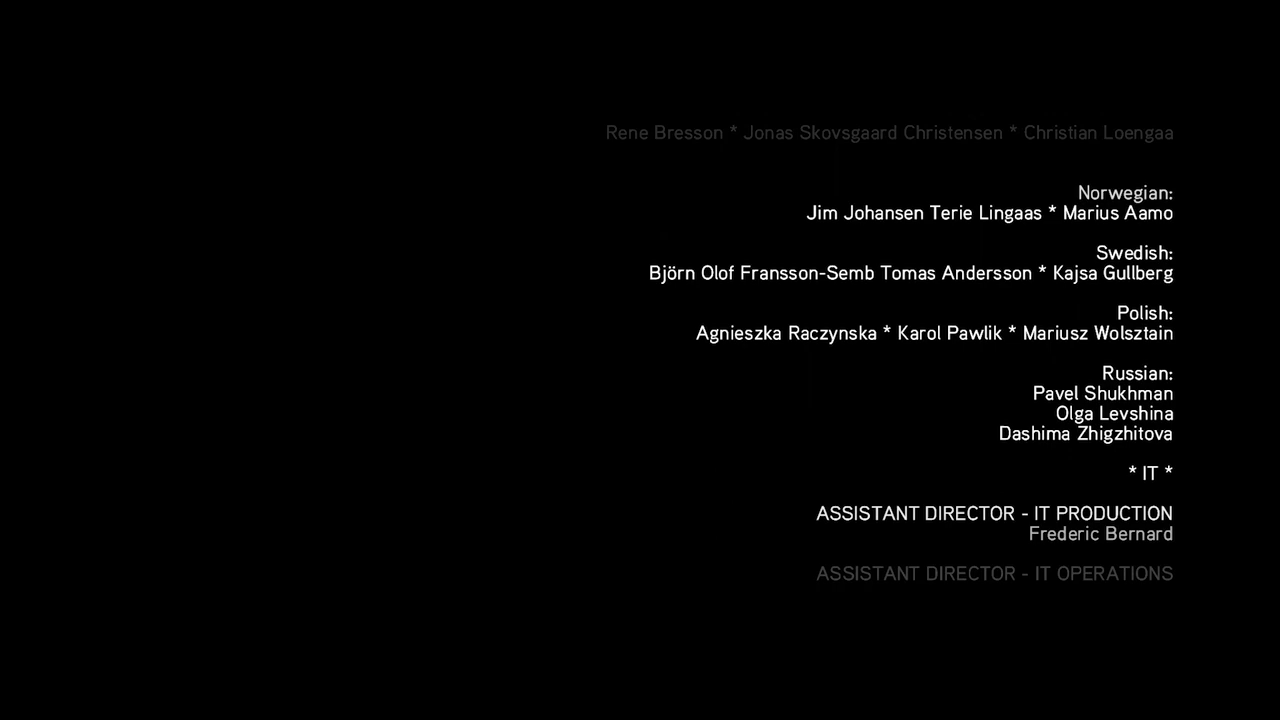 Rene Bresson * Jonas Skovsgaard Christensen * Christian Loengaa
Norwegian:
Jim Johansen Terie Lingaas * Marius Aamo
Swedish:
Björn Olof Fransson-Semb Tomas Andersson * Kajsa Gullberg
Polish:
Agnieszka Raczynska * Karol Pawlik * Mariusz Wolsztain
Russian:
Pavel Shukhman
Olga Levshina
Dashima Zhigzhitova
* IT *
ASSISTANT DIRECTOR - IT PRODUCTION
Frederic Bernard
ASSISTANT DIRECTOR - IT OPERATIONS